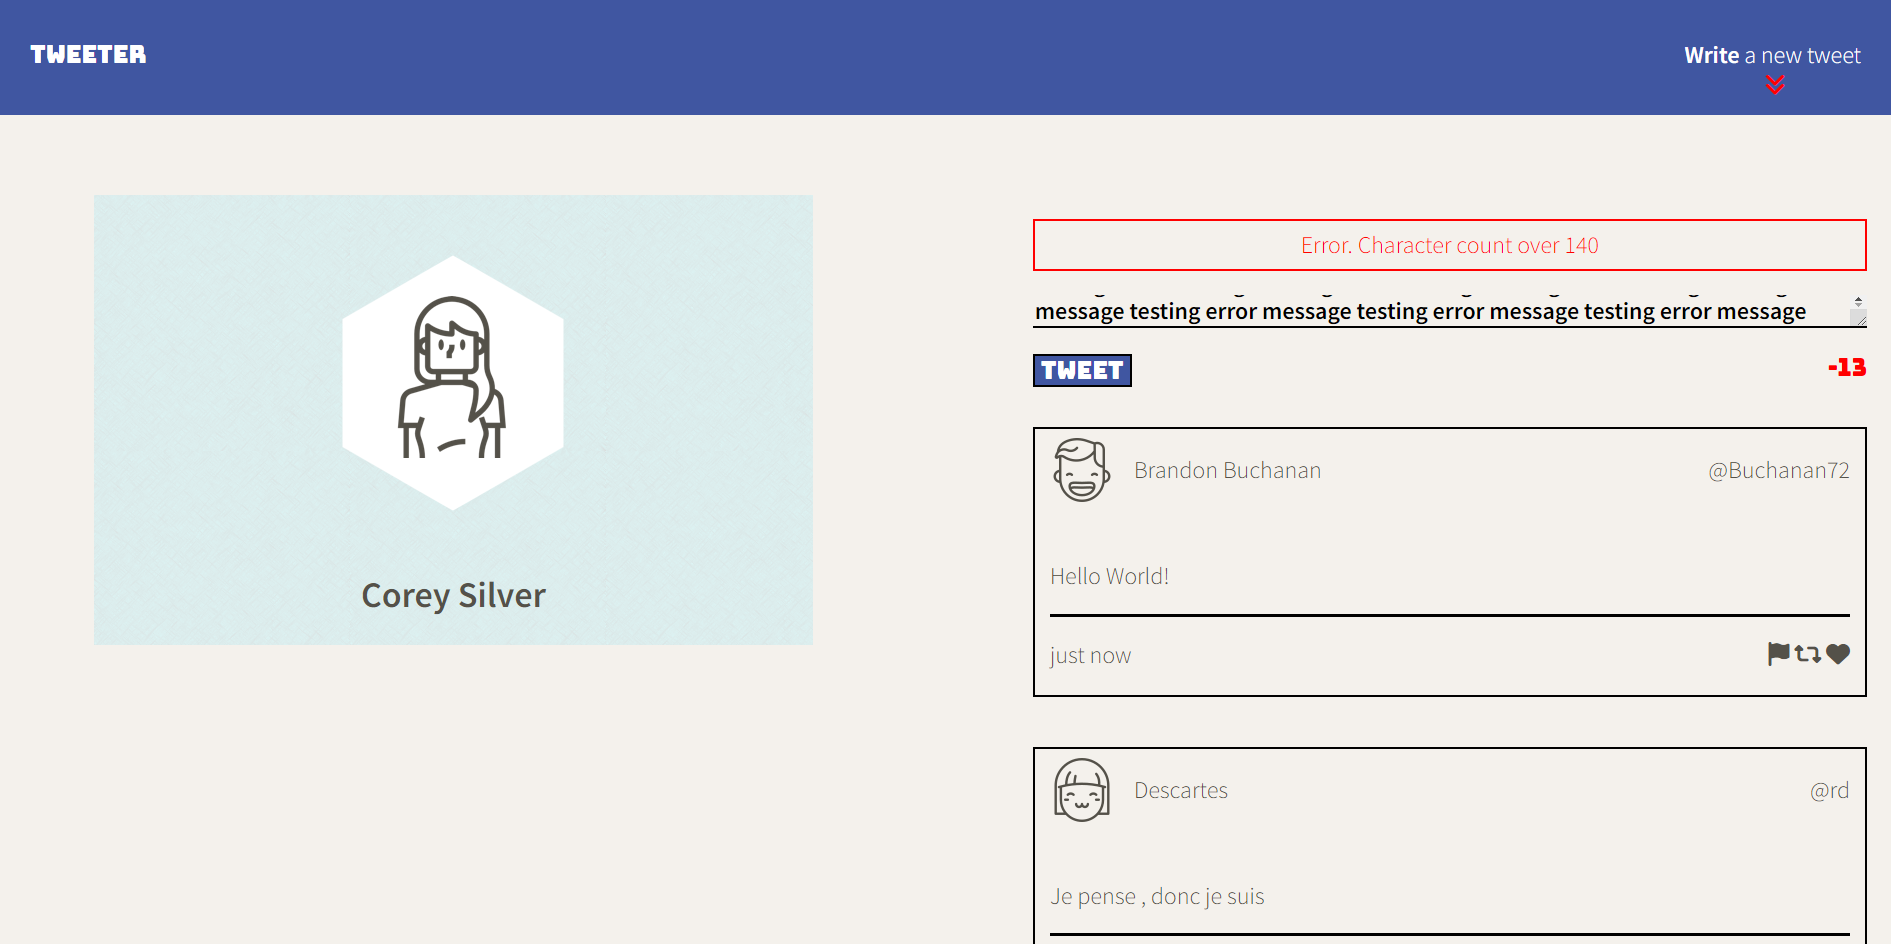 TWEETER
Write a new tweet
Corey Silver
Error. Character count over 140
message testing error message testing error message testing error message
TWEET
-13
Brandon Buchanan
@Buchanan72
Hello World!
just now
Descartes
@rd
Je pense , donc je suis